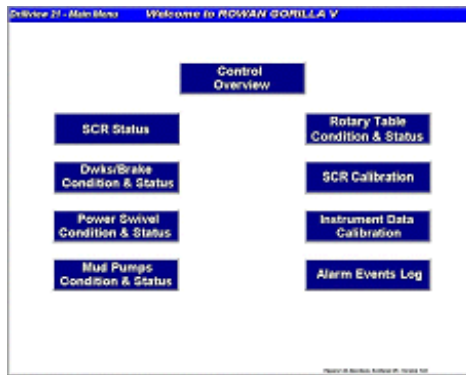 Drillview 21 - Main Menu Welcome to ROWAN GORILLA V
Control
Overview
SCR Status
Rotary Table
Condition & Status
Dwks/Brake
Condition & Status
SCR Calibration
Power Swivel
Condition & Status
Instrument Data
Calibration
Mud Pumps
Condition & Status
Alarm Events Log